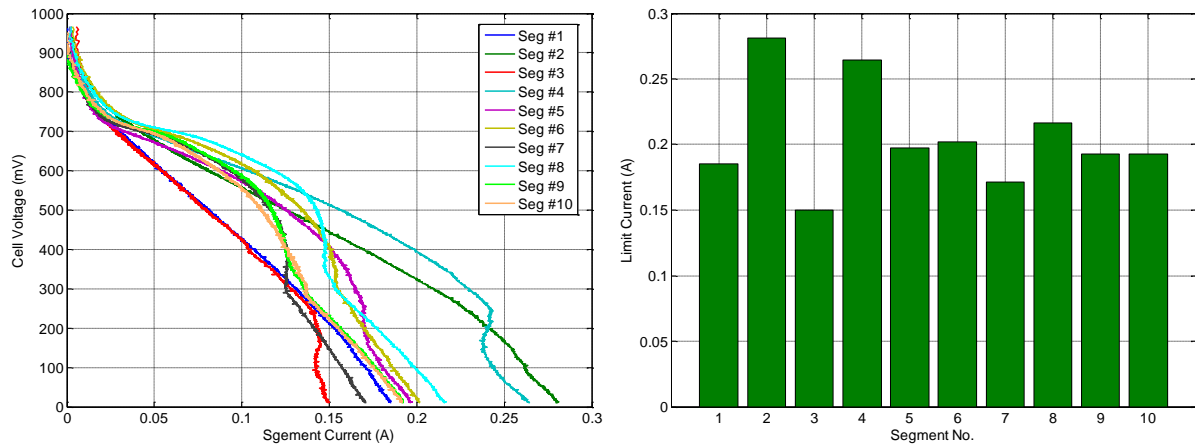 1000
900
800
700
600
500
400
300
200
100
0
Cell Voltage (mV)
0 0.05 0.1 0.15 0.2 0.25 0.3
Sgement Current (A)
Seg #1
Seg #2
Seg #3
Seg #4
Seg #5
Seg #6
Seg #7
Seg #8
Seg #9
Seg #10
0.3
0.25
0.2
0.15
0.1
0.05
0
Limit Current (A)
1 2 3 4 5 6 7 8 9 10
Segment No.